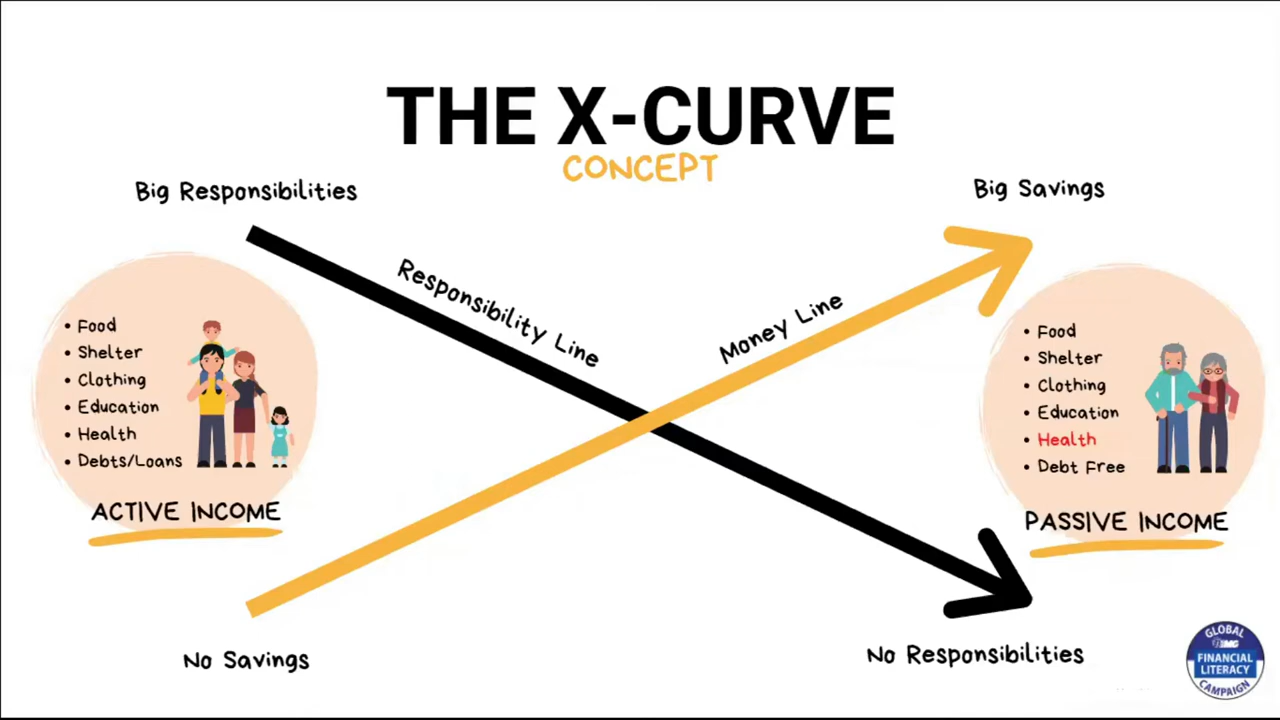 THE X-CURVE
CONCEPT
Big Responsibilities
Big Savings
Responsibility Line
Money Line
• Food
• Shelter
• Clothing
• Education
• Health
• Debts/Loans
ACTIVE INCOME
• Food
• Shelter
• Clothing
• Education
• Health
• Debt Free
PASSIVE INCOME
No Savings
No Responsibilities
GLOBAL
FINANCIAL
LITERACY
CAMPAIGN